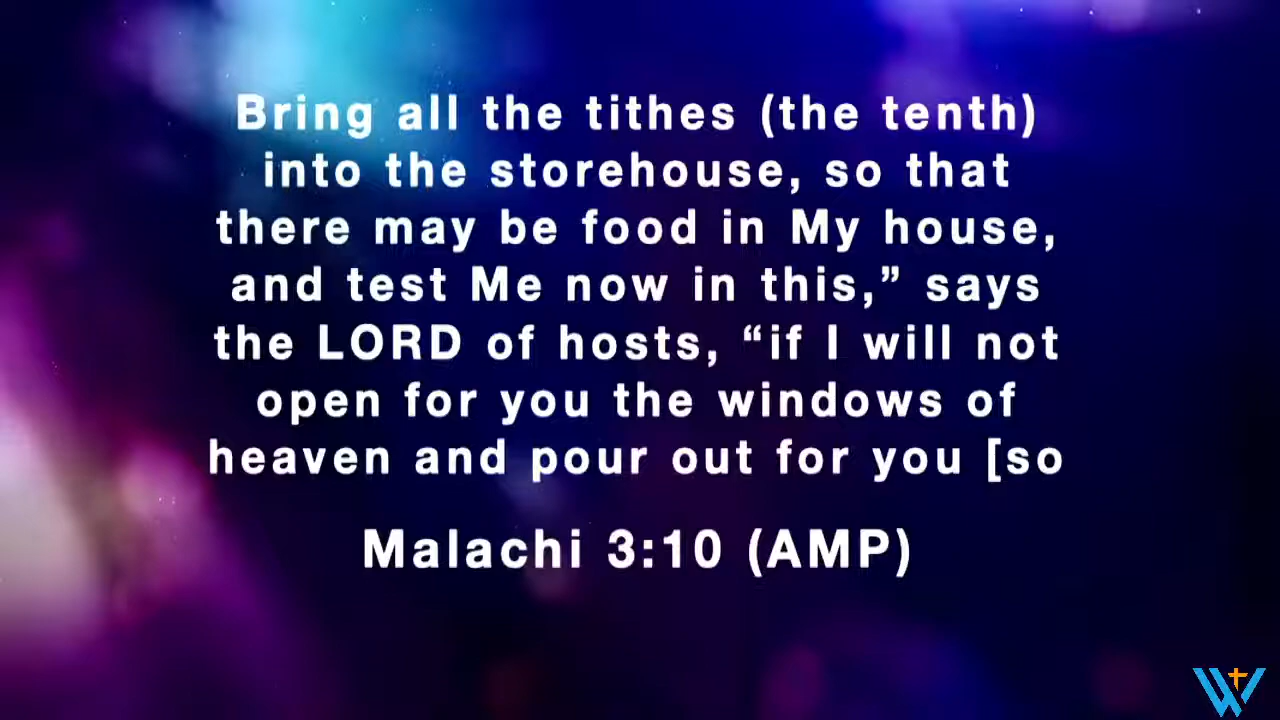 Bring all the tithes (the tenth)
into the storehouse, so that
there may be food in My house,
and test Me now in this,” says
the LORD of hosts, “if I will not
open for you the windows of
heaven and pour out for you [so
Malachi 3:10 (AMP)